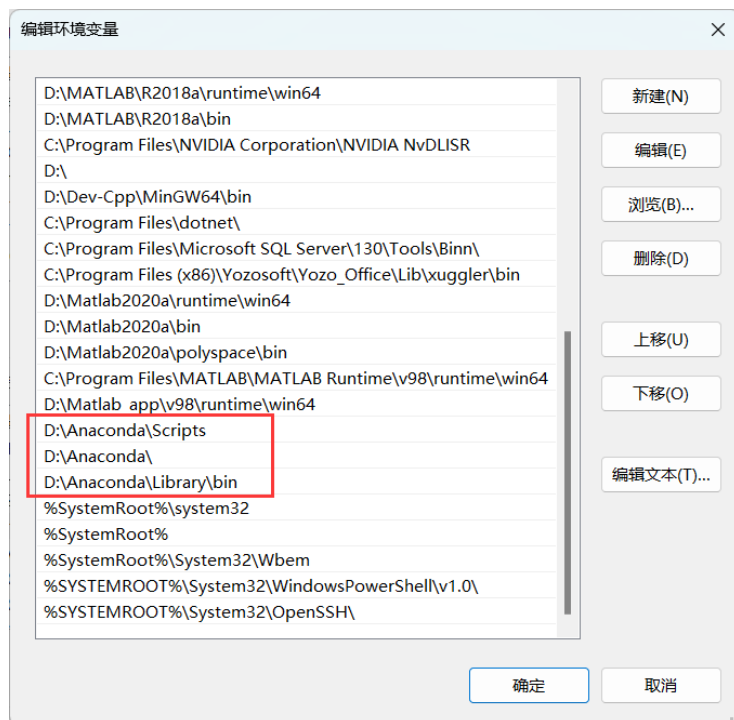 编辑环境变量
D:\MATLAB\R2018a\runtime\win64
D:\MATLAB\R2018a\bin
C:\Program Files\NVIDIA Corporation\NVIDIA NvDLISR
D:\
D:\Dev-Cpp\MinGW64\bin
C:\Program Files\dotnet\
C:\Program Files\Microsoft SQL Server\130\Tools\Binn\
C:\Program Files (x86)\Yozosoft\Yozo_Office\Lib\xuggler\bin
D:\Matlab2020a\runtime\win64
D:\Matlab2020a\bin
D:\Matlab2020a\polyspace\bin
C:\Program Files\MATLAB\MATLAB Runtime\v98\runtime\win64
D:\Matlab_app\v98\runtime\win64
D:\Anaconda\Scripts
D:\Anaconda\
D:\Anaconda\Library\bin
%SystemRoot%\system32
%SystemRoot%
%SystemRoot%\System32\Wbem
%SYSTEMROOT%\System32\WindowsPowerShell\v1.0\
%SYSTEMROOT%\System32\OpenSSH\
新建(N)
编辑(E)
浏览(B)...
删除(D)
上移(U)
下移(O)
编辑文本(T)...
确定
取消